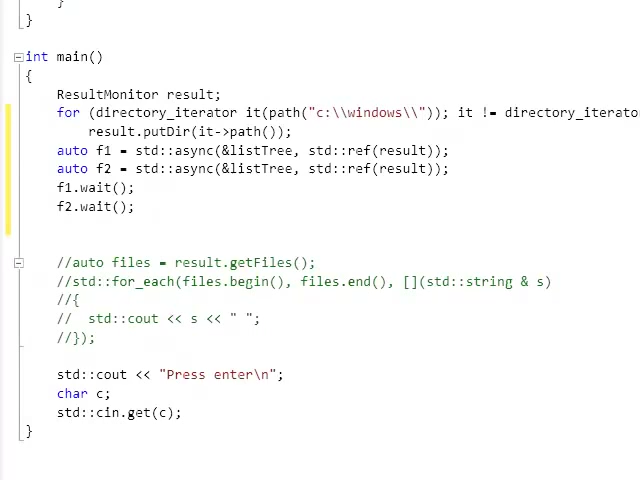 }
}
int main()
{
ResultMonitor result;
for (directory_iterator it(path("c:\\windows\\")); it != directory_iterato
result.putDir(it->path());
auto f1 = std::async(&listTree, std::ref(result));
auto f2 = std::async(&listTree, std::ref(result));
f1.wait();
f2.wait();
//auto files = result.getFiles();
//std::for_each(files.begin(), files.end(), [](std::string & s)
//{
//  std::cout << s << " ";
//});
std::cout << "Press enter\n";
char c;
std::cin.get(c);
}